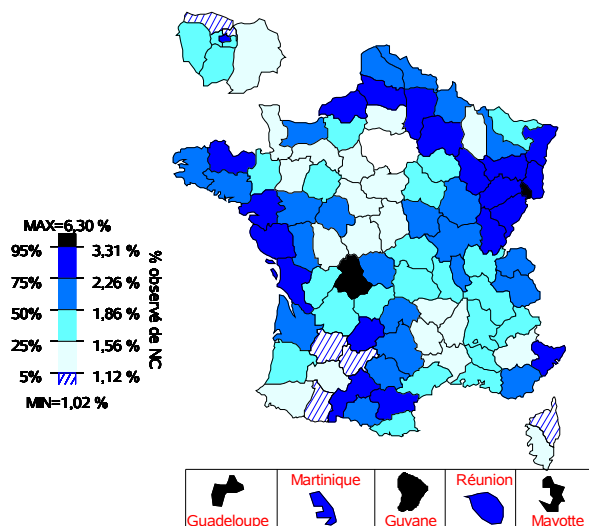 MAX=6,30 %
95% 3,31 %
75% 2,26 %
50% 1,86 %
25% 1,56 %
5% 1,12 %
MIN=1,02 %
% observé de NC
Guadeloupe
Martinique
Guyane
Réunion
Mayotte